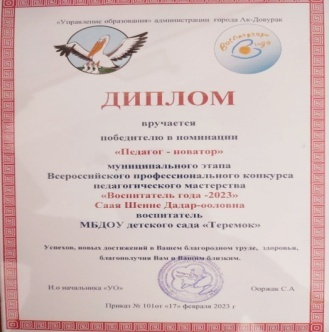 «Управление образования» администрации города Ак-Довурак
Воспитатель года
ДИПЛОМ
вручается
победителю в номинации
«Педагог - новатор»
муниципального этапа
Всероссийского профессионального конкурса
педагогического мастерства
«Воспитатель года -2023»
Саая Шенне Дадар-ооловна
воспитатель
МБДОУ детского сада «Теремок»
Успехов, новых достижений в Вашем благородном труде, здоровья,
благополучия Вам и Вашим близким.
И.о начальника «УО»
Ооржак С А
Приказ № 101от «17» февраля 2023 г